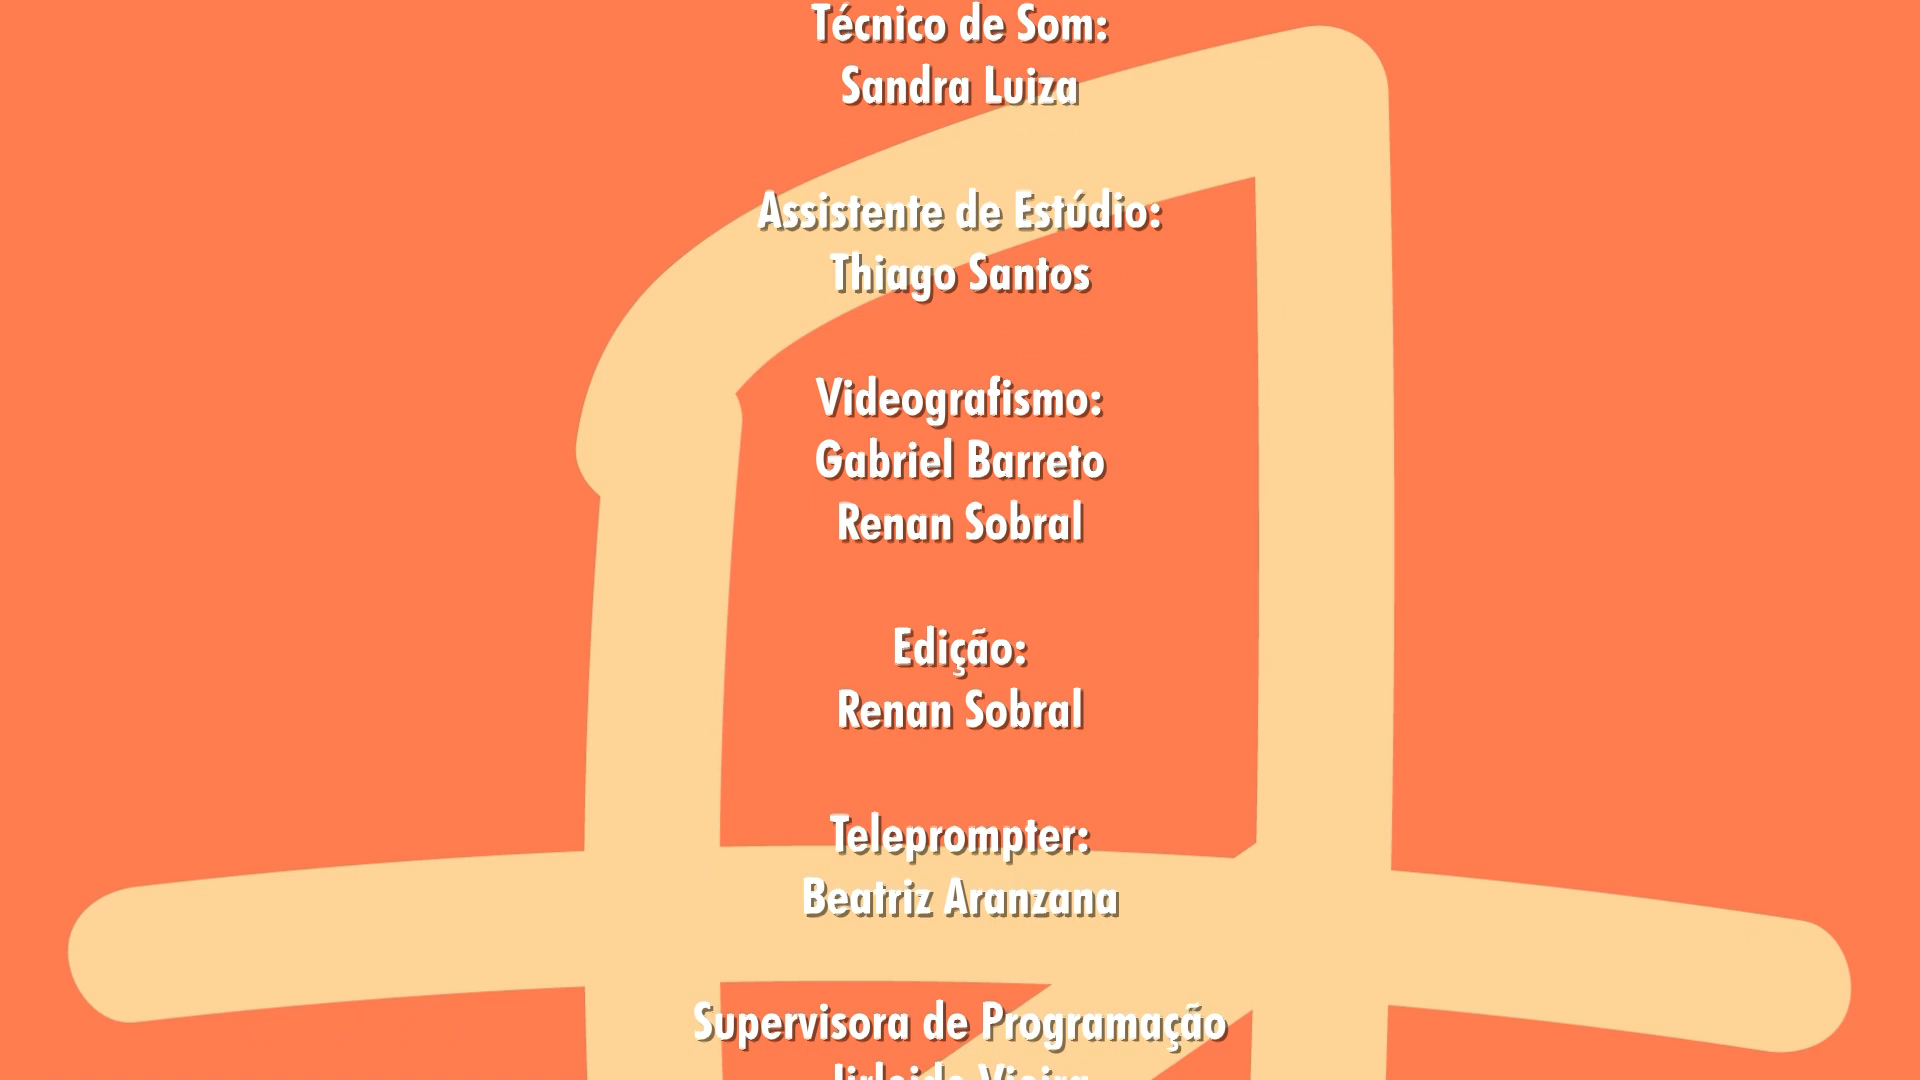 Técnico de Som:
Sandra Luiza
Assistente de Estúdio:
Thiago Santos
Videografismo:
Gabriel Barreto
Renan Sobral
Edição:
Renan Sobral
Teleprompter:
Beatriz Aranzana
Supervisora de Programação
Vieira